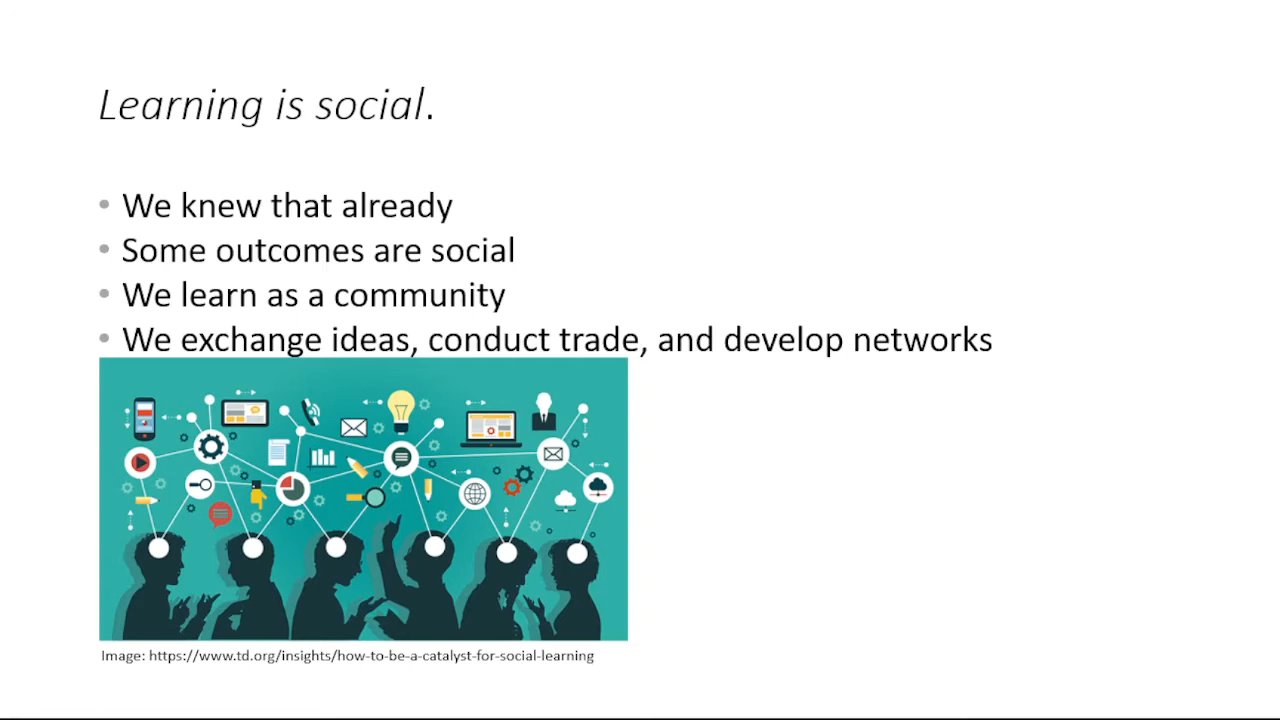 Learning is social.
• We knew that already
• Some outcomes are social
• We learn as a community
• We exchange ideas, conduct trade, and develop networks
Image: https://www.td.org/insights/how-to-be-a-catalyst-for-social-learning